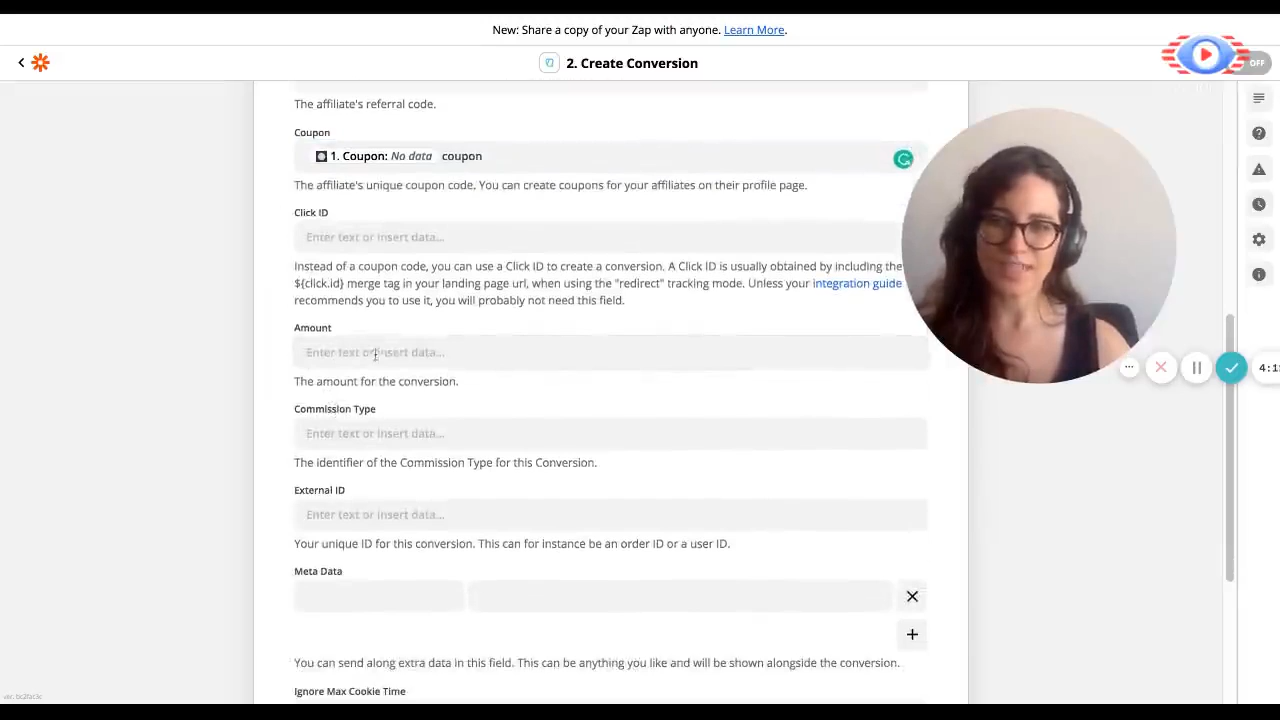 New: Share a copy of your Zap with anyone. Learn More.
2. Create Conversion
OFF
The affiliate's referral code.
Coupon
1. Coupon: No data coupon
The affiliate's unique coupon code. You can create coupons for your affiliates on their profile page.
Click ID
Enter text or insert data...
Instead of a coupon code, you can use a Click ID to create a conversion. A Click ID is usually obtained by including the
${click.id} merge tag in your landing page url, when using the "redirect" tracking mode. Unless your integration guide
recommends you to use it, you will probably not need this field.
Amount
Enter text or insert data...
The amount for the conversion.
4:1
Commission Type
Enter text or insert data...
The identifier of the Commission Type for this Conversion.
External ID
Enter text or insert data...
Your unique ID for this conversion. This can for instance be an order ID or a user ID.
Meta Data
You can send along extra data in this field. This can be anything you like and will be shown alongside the conversion.
Ignore Max Cookie Time